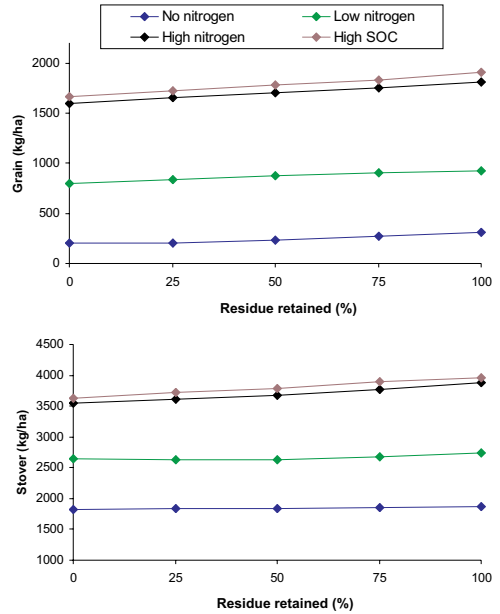 No nitrogen Low nitrogen
High nitrogen High SOC
2000
1500
1000
500
0
Grain (kg/ha)
0 25 50 75 100
Residue retained (%)
4500
4000
3500
3000
2500
2000
1500
1000
Stover (kg/ha)
0 25 50 75 100
Residue retained (%)